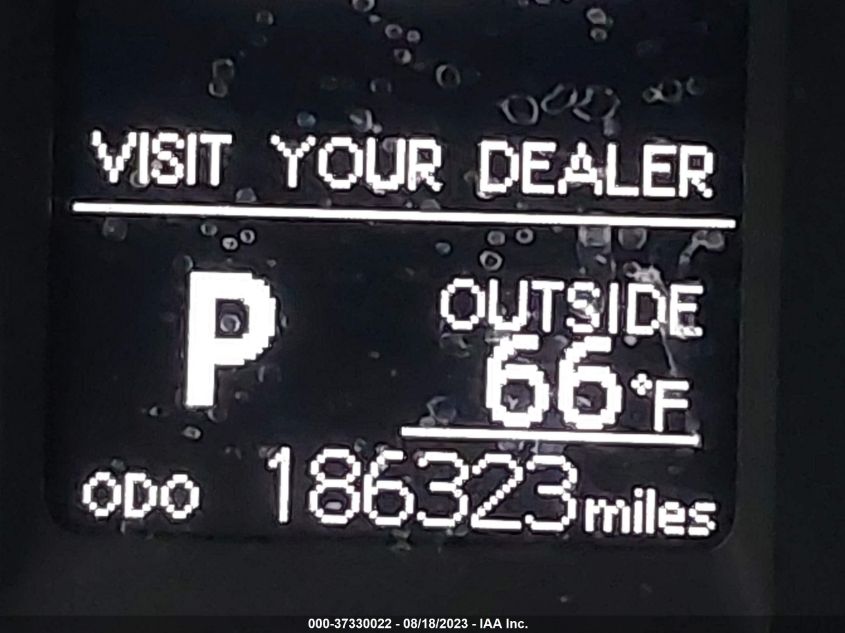 VISIT YOUR DEALER
P
OUTSIDE
66°F
ODO 186323 miles
000-37330022 - 08/18/2023 - IAA Inc.